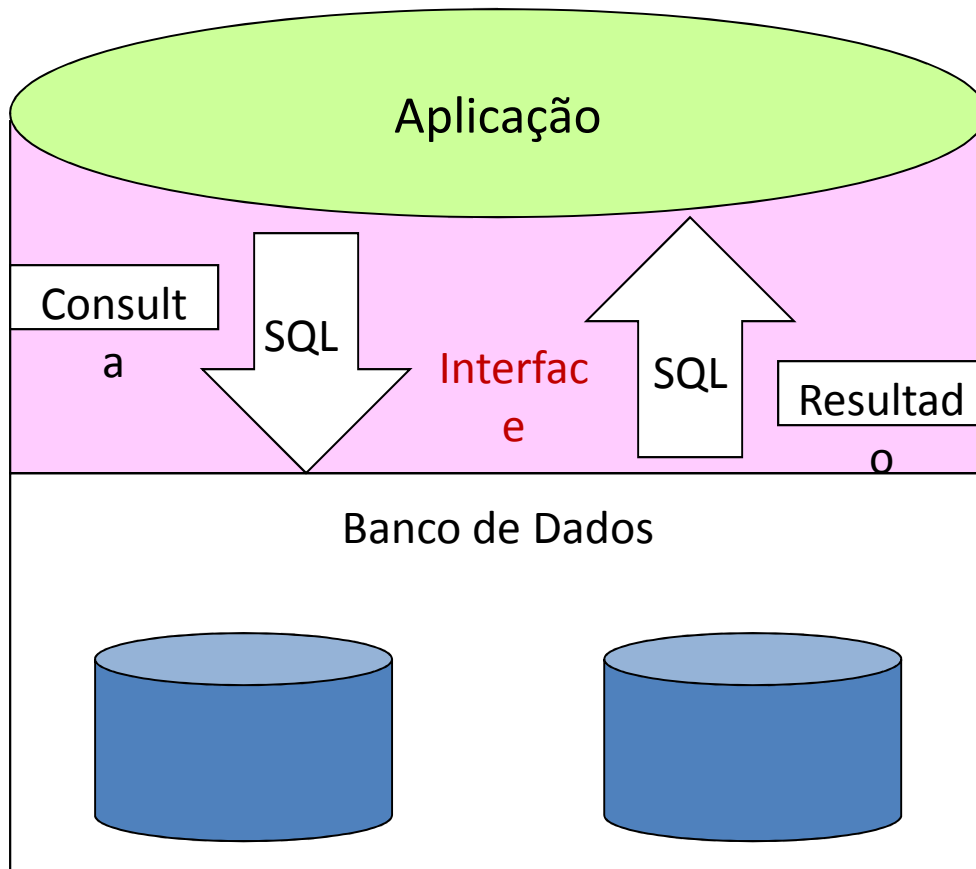 Aplicação
Consult
a
SQL
Interfac
e
SQL
Resultad
o
Banco de Dados